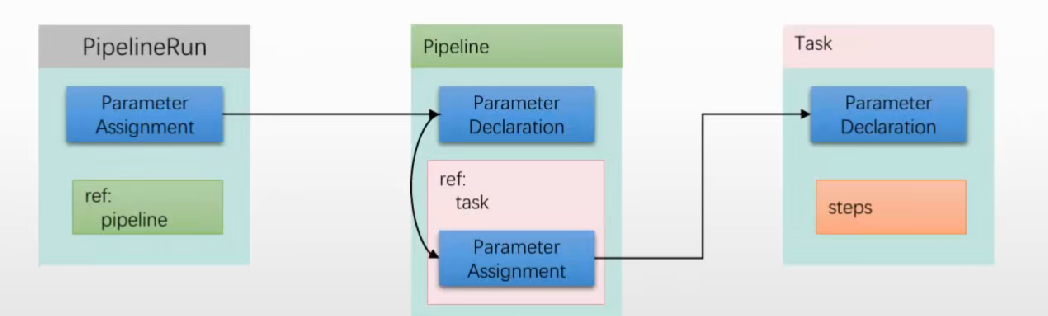 PipelineRun
Parameter
Assignment
ref:
pipeline
Pipeline
Parameter
Declaration
ref:
task
Parameter
Assignment
Task
Parameter
Declaration
steps